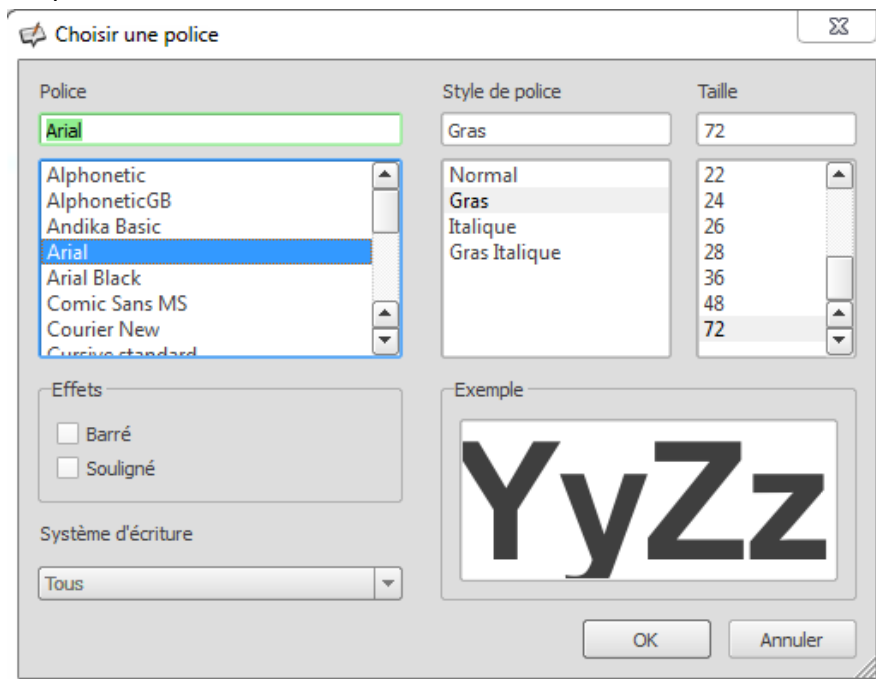 Choisir une police
Police
Style de police
Taille
Arial
Gras
72
Alphonetic
AlphoneticGB
Andika Basic
Arial
Arial Black
Comic Sans MS
Courier New
Cursive standard
Normal
Gras
Italique
Gras Italique
22
24
26
28
36
48
72
Effets
Barré
Souligné
Exemple
YyZz
Système d'écriture
Tous
OK
Annuler